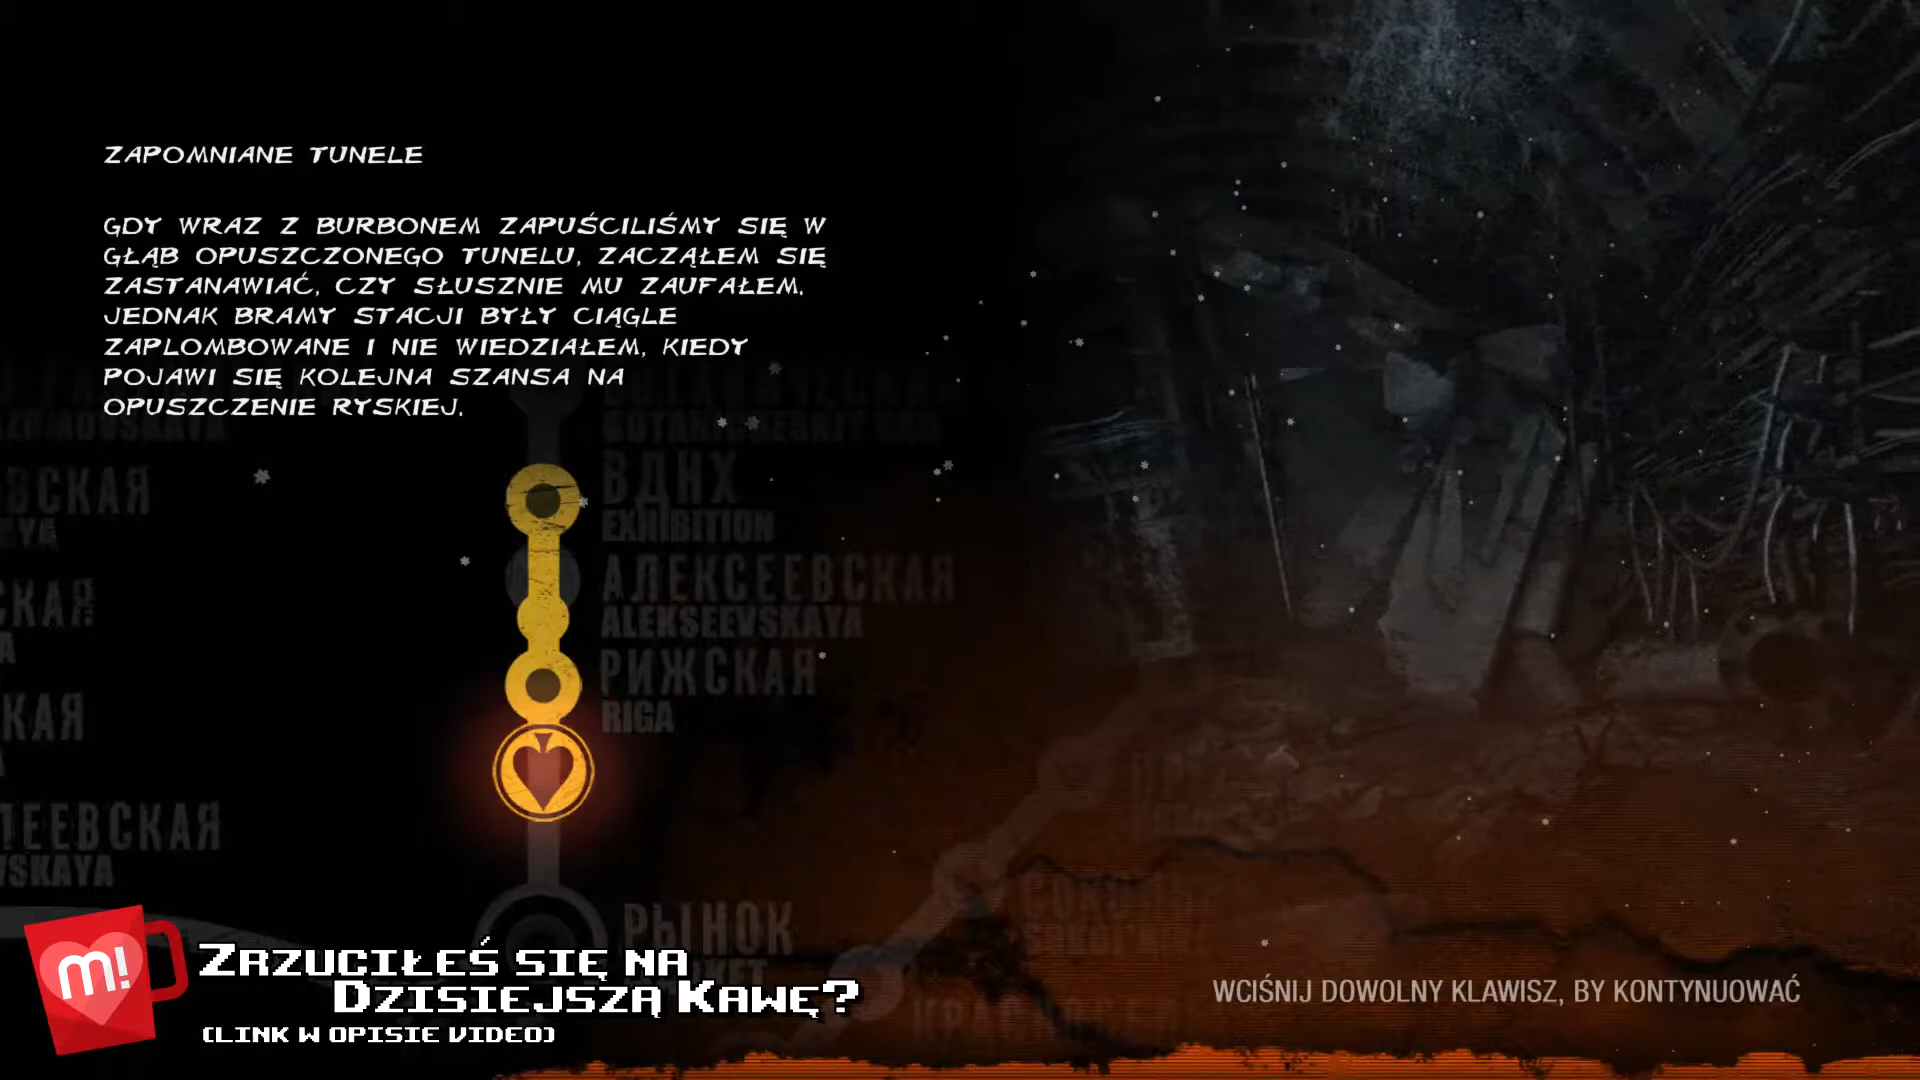 ZAPOMNIANE TUNELE
GDY WRAZ Z BURBONEM ZAPUŚCILIŚMY SIĘ W
GŁĄB OPUSZCZONEGO TUNELU, ZACZĄŁEM SIĘ
ZASTANAWIAĆ, CZY SŁUSZNIE MU ZAUFAŁEM.
JEDNAK BRAMY STACJI BYŁY CIĄGLE
ZAPLOMBOWANE I NIE WIEDZIAŁEM, KIEDY
POJAWI SIĘ KOLEJNA SZANSA NA
OPUSZCZENIE RYSKIEJ.
ВДНХ
EXHIBITION
АЛЕКСЕЕВСКАЯ
ALEKSEEVSKAYA
РИЖСКАЯ
RIGA
РЫНОК
m!
ZRZUCIŁEŚ SIĘ NA
DZISIEJSZĄ KAWĘ?
(LINK W OPISIE VIDEO)
WCIŚNIJ DOWOLNY KLAWISZ, BY KONTYNUOWAĆ